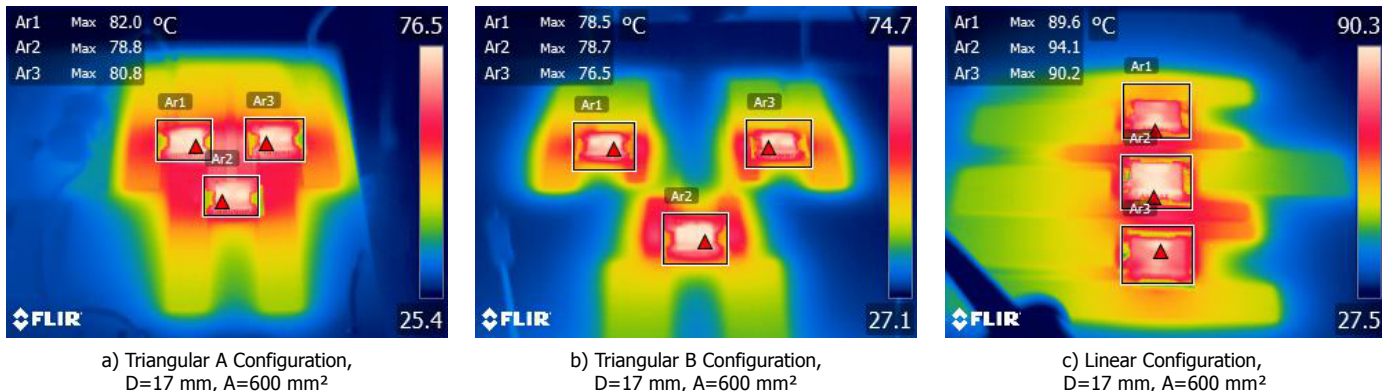 Ar1 Max 82.0 °C 76.5
Ar2 Max 78.8
Ar3 Max 80.8
Ar1 Ar3
Ar2
FLIR 25.4
a) Triangular A Configuration,
D=17 mm, A=600 mm²
Ar1 Max 78.5 °C 74.7
Ar2 Max 78.7
Ar3 Max 76.5
Ar1 Ar3
Ar2
FLIR 27.1
b) Triangular B Configuration,
D=17 mm, A=600 mm²
Ar1 Max 89.6 °C 90.3
Ar2 Max 94.1
Ar3 Max 90.2
Ar1
Ar2
Ar3
FLIR 27.5
c) Linear Configuration,
D=17 mm, A=600 mm²